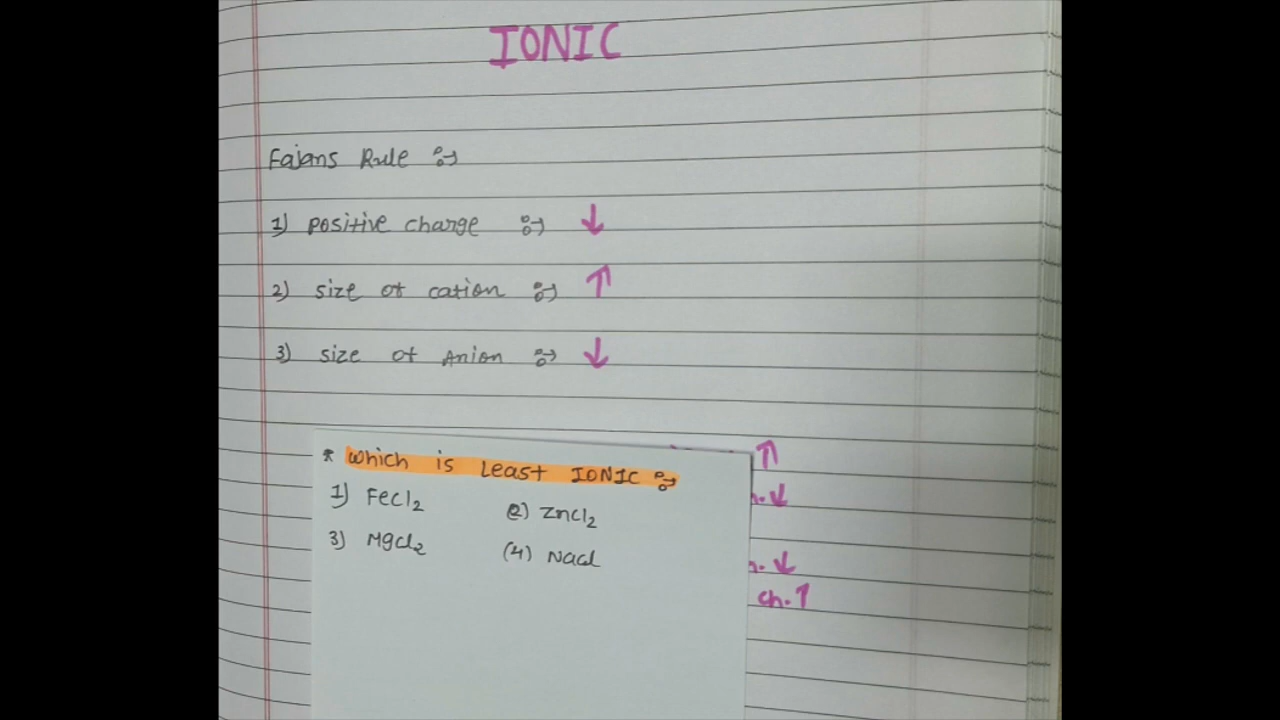 IONIC
Fajans Rule :→
1) positive charge :→ ↓
2) size of cation :→ ↑
3) size of Anion :→ ↓
↑
↓
↓
ch. ↑
* which is Least IONIC :→
1) FeCl₂ (2) ZnCl₂
3) MgCl₂ (4) NaCl